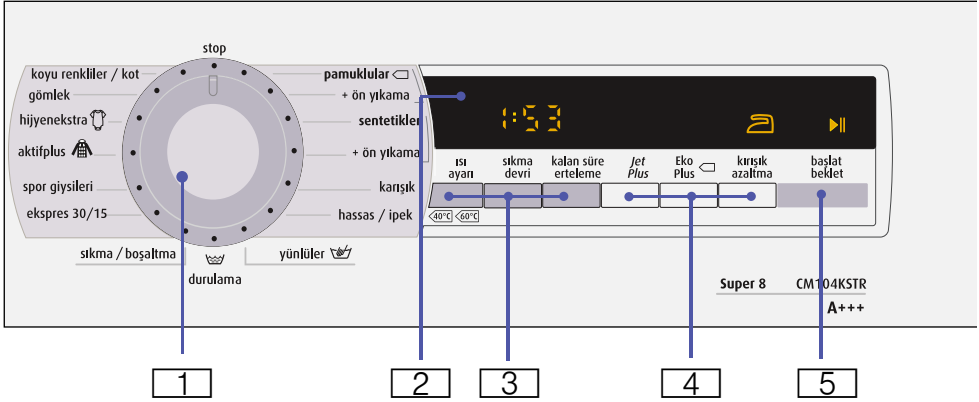 stop
koyu renkliler / kot
gömlek
hijyenekstra
aktifplus
spor giysileri
ekspres 30/15
sıkma / boşaltma
durulama
yünlüler
pamuklular
+ ön yıkama
sentetikler
+ ön yıkama
karışık
hassas / ipek
1:53
ısı
ayarı
sıkma
devri
kalan süre
erteleme
Jet
Plus
Eko
Plus
kırışık
azaltma
başlat
beklet
40°C 60°C
Super 8 CM104KSTR
A+++
1 2 3 4 5